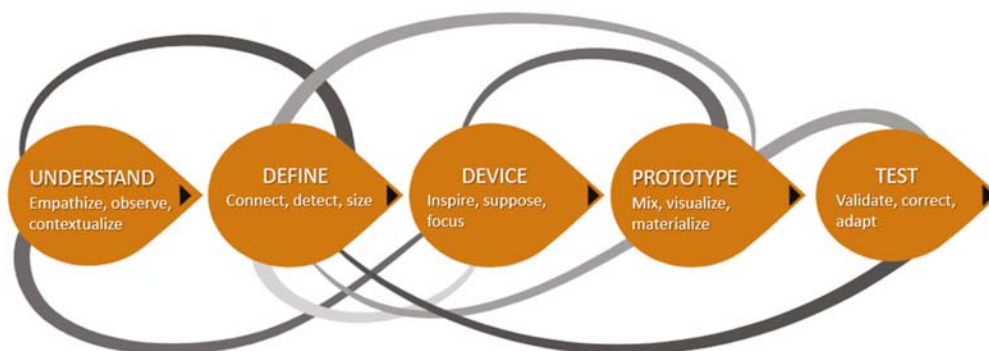 UNDERSTAND
Empathize, observe,
contextualize
DEFINE
Connect, detect, size
DEVICE
Inspire, suppose,
focus
PROTOTYPE
Mix, visualize,
materialize
TEST
Validate, correct,
adapt